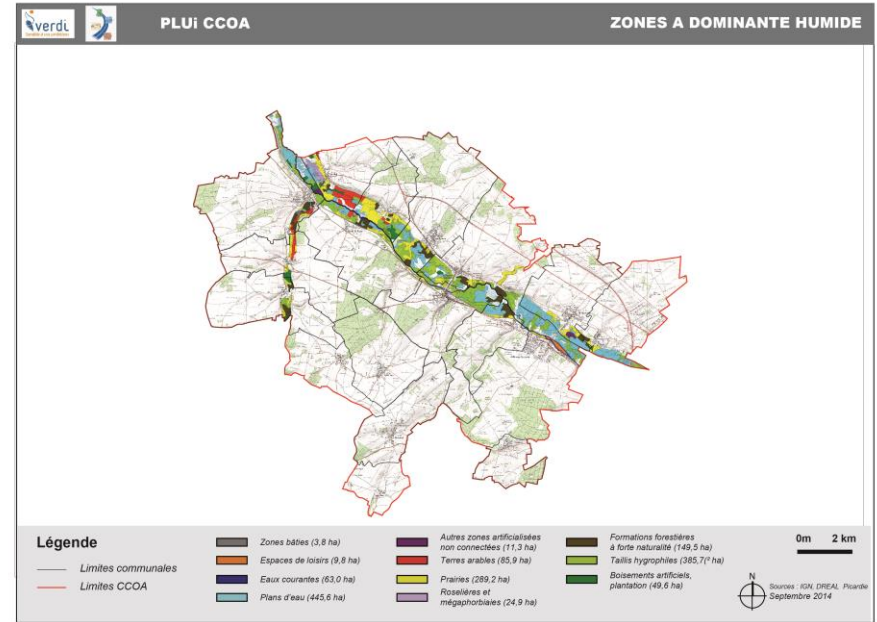 verdi
PLUi CCOA
ZONES A DOMINANTE HUMIDE
Légende
Limites communales
Limites CCOA
Zones bâties (3,8 ha)
Espaces de loisirs (9,8 ha)
Eaux courantes (63,0 ha)
Plans d'eau (445,6 ha)
Autres zones artificialisées
non connectées (11,3 ha)
Terres arables (85,9 ha)
Prairies (289,2 ha)
Roselières et
mégaphorbiaies (24,9 ha)
Formations forestières
à forte naturalité (149,5 ha)
Taillis hygrophiles (385,7(º ha)
Boisements artificiels,
plantation (49,6 ha)
0m 2 km
N
Sources : IGN, DREAL, Picardie
Septembre 2014